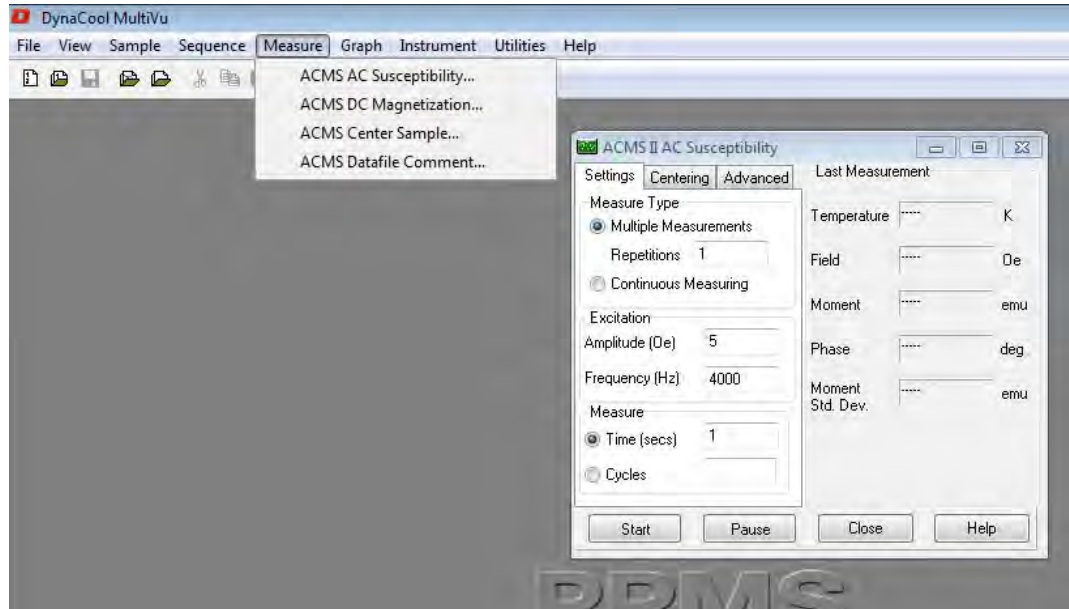 DynaCool MultiVu
File View Sample Sequence Measure Graph Instrument Utilities Help
ACMS AC Susceptibility...
ACMS DC Magnetization...
ACMS Center Sample...
ACMS Datafile Comment...
ACMS II AC Susceptibility
Settings Centering Advanced
Measure Type
Multiple Measurements
Repetitions 1
Continuous Measuring
Excitation
Amplitude (Oe) 5
Frequency (Hz) 4000
Measure
Time (secs) 1
Cycles
Last Measurement
Temperature ----- K
Field ----- Oe
Moment ----- emu
Phase ----- deg
Moment
Std. Dev. ----- emu
Start Pause Close Help
PPMS